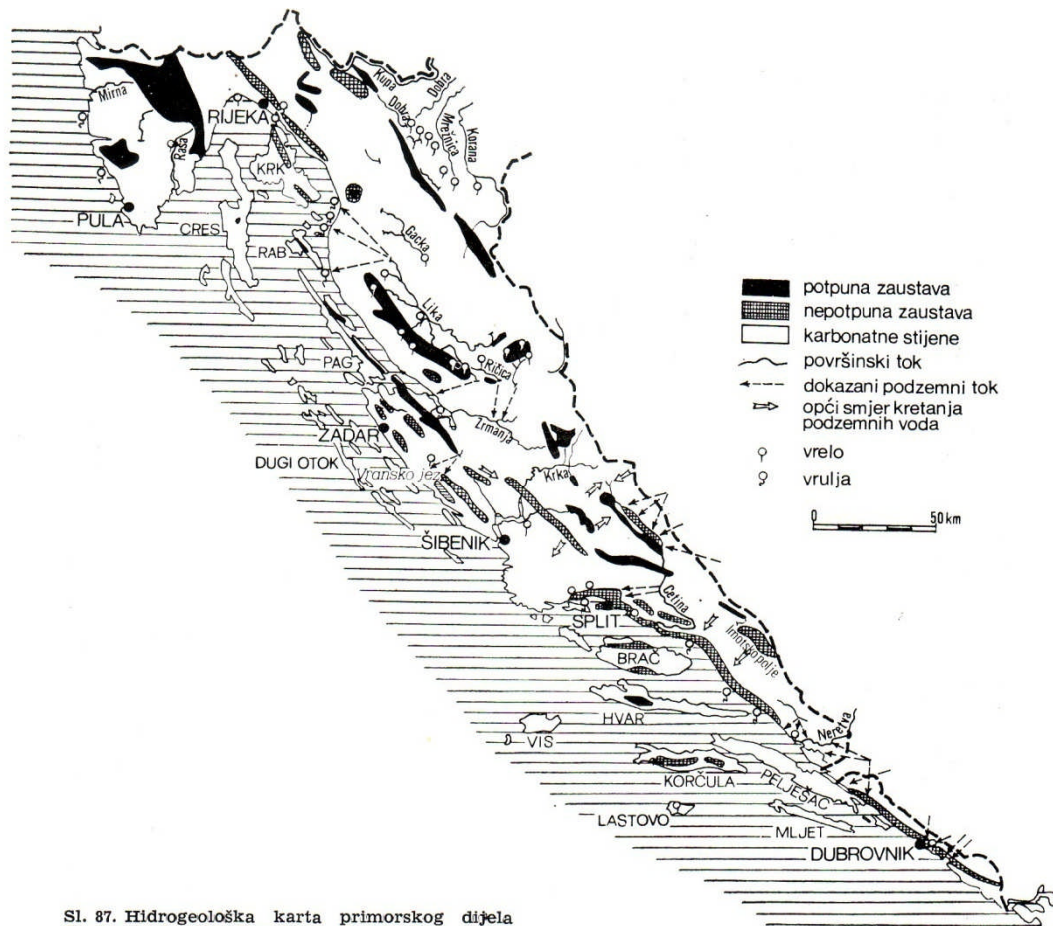 Mirna
Raša
RIJEKA
KRK
PULA
CRES
RAB
Kupa
Dobra
Dobra
Mrežnica
Korana
Gacka
Lika
Ričica
PAG
ZADAR
DUGI OTOK
Vransko jez.
Zrmanja
Krka
ŠIBENIK
SPLIT
Cetina
Imotsko polje
BRAČ
HVAR
VIS
Neretva
KORČULA
PELJEŠAC
LASTOVO
MLJET
DUBROVNIK
potpuna zaustava
nepotpuna zaustava
karbonatne stijene
površinski tok
dokazani podzemni tok
opći smjer kretanja
podzemnih voda
vrelo
vrulja
0 50 km
Sl. 87. Hidrogeološka karta primorskog dijela